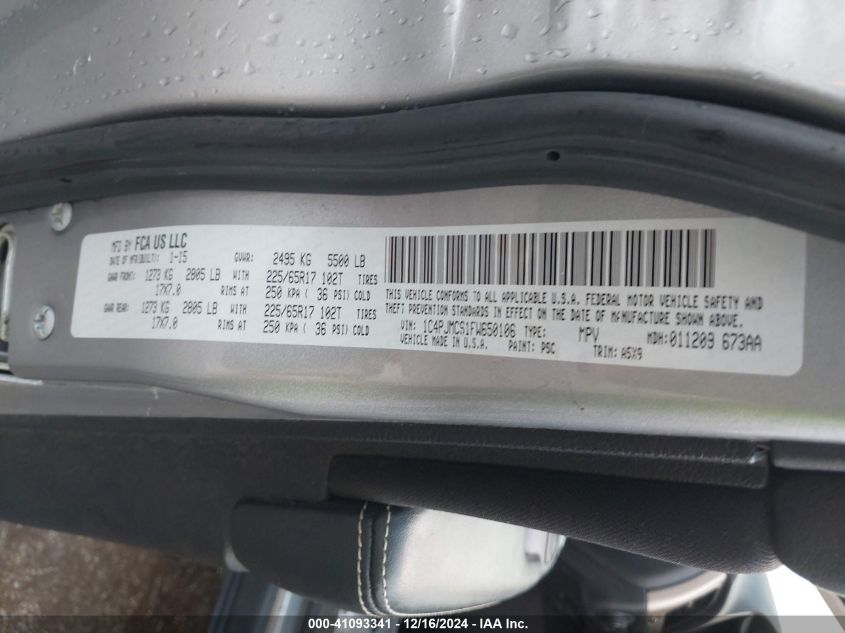 MFD BY FCA US LLC
DATE OF MFR(BUILT): 1-15 GVWR: 2495 KG 5500 LB
GAWR FRONT: 1273 KG 2805 LB WITH 225/65R17 102T TIRES
17X7.0 RIMS AT 250 KPA ( 36 PSI) COLD
GAWR REAR: 1273 KG 2805 LB WITH 225/65R17 102T TIRES
17X7.0 RIMS AT 250 KPA ( 36 PSI) COLD
THIS VEHICLE CONFORMS TO ALL APPLICABLE U.S.A. FEDERAL MOTOR VEHICLE SAFETY AND
THEFT PREVENTION STANDARDS IN EFFECT ON THE DATE OF MANUFACTURE SHOWN ABOVE.
VIN: 1C4PJMCS1FW650106 TYPE: MPV MDH: 011209 673AA
VEHICLE MADE IN U.S.A. PAINT: PSC TRIM: A5X9
000-41093341 - 12/16/2024 - IAA Inc.